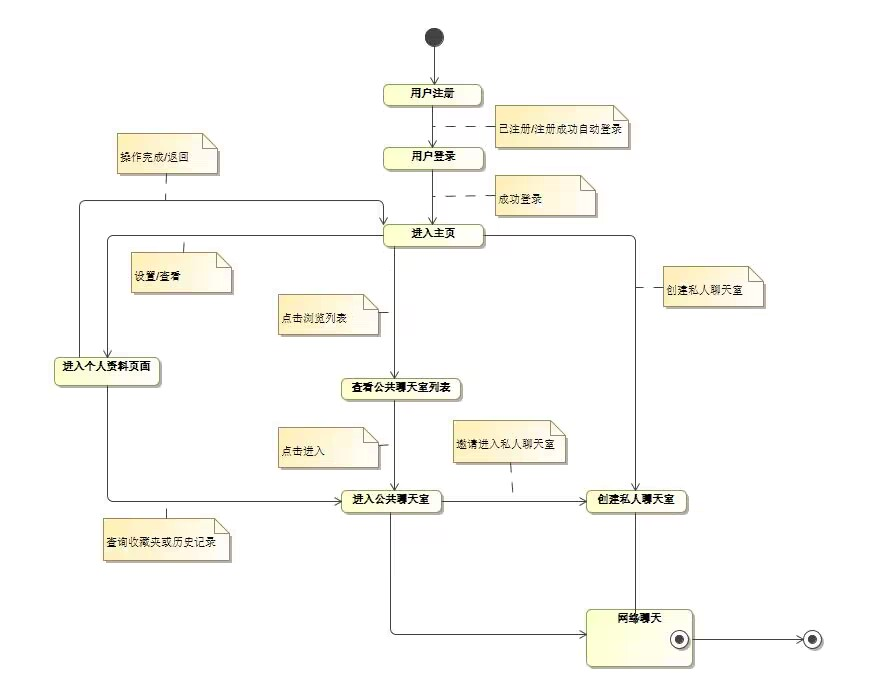 用户注册
已注册/注册成功自动登录
操作完成/返回
用户登录
成功登录
进入主页
设置/查看
创建私人聊天室
点击浏览列表
进入个人资料页面
查看公共聊天室列表
点击进入
邀请进入私人聊天室
进入公共聊天室
创建私人聊天室
查询收藏夹或历史记录
网络聊天